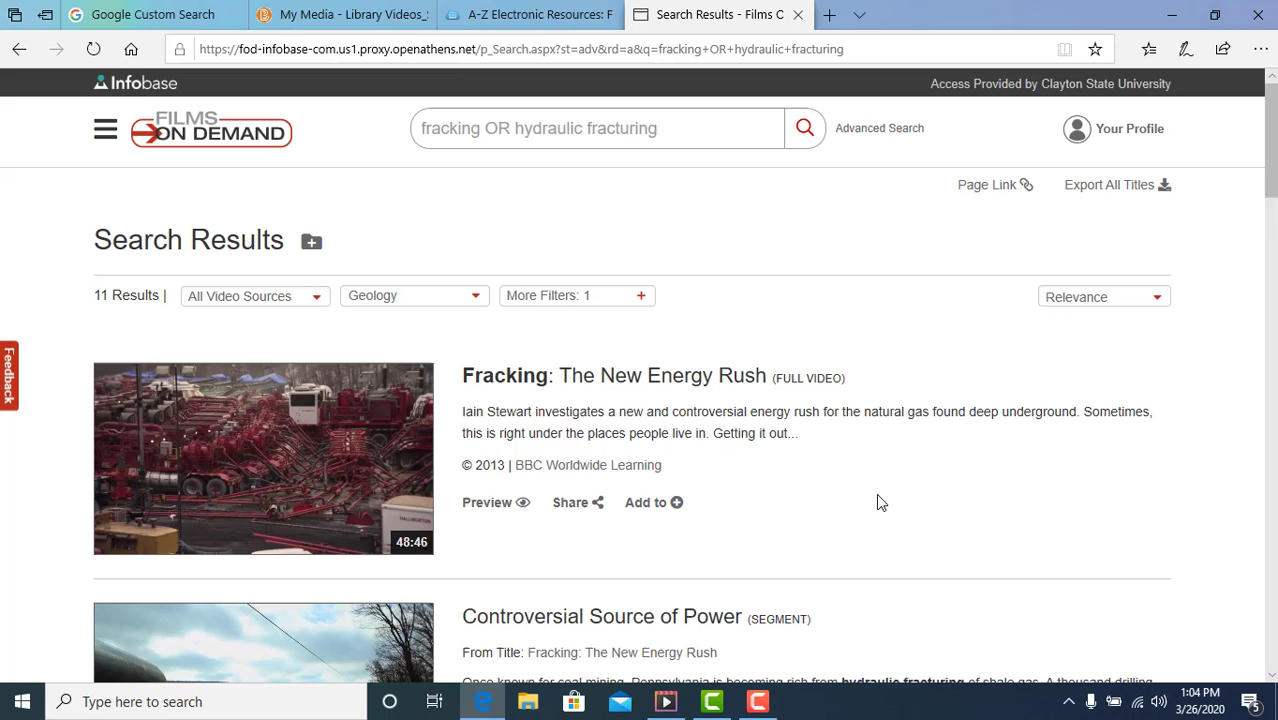 Google Custom Search
My Media - Library Videos_
A-Z Electronic Resources: F
Search Results - Films O
https://fod-infobase-com.us1.proxy.openathens.net/p_Search.aspx?st=adv&rd=a&q=fracking+OR+hydraulic+fracturing
Infobase
Access Provided by Clayton State University
FILMS
ON DEMAND
fracking OR hydraulic fracturing
Advanced Search
Your Profile
Page Link
Export All Titles
Search Results
11 Results |
All Video Sources
Geology
More Filters: 1
Relevance
Feedback
Fracking: The New Energy Rush (FULL VIDEO)
Iain Stewart investigates a new and controversial energy rush for the natural gas found deep underground. Sometimes,
this is right under the places people live in. Getting it out...
© 2013 | BBC Worldwide Learning
Preview
Share
Add to
HALLIBURTON
48:46
Controversial Source of Power (SEGMENT)
From Title: Fracking: The New Energy Rush
Once known for coal mining, Pennsylvania is becoming rich from hydraulic fracturing of shale gas. A thousand drilling
Type here to search
1:04 PM
3/26/2020
5